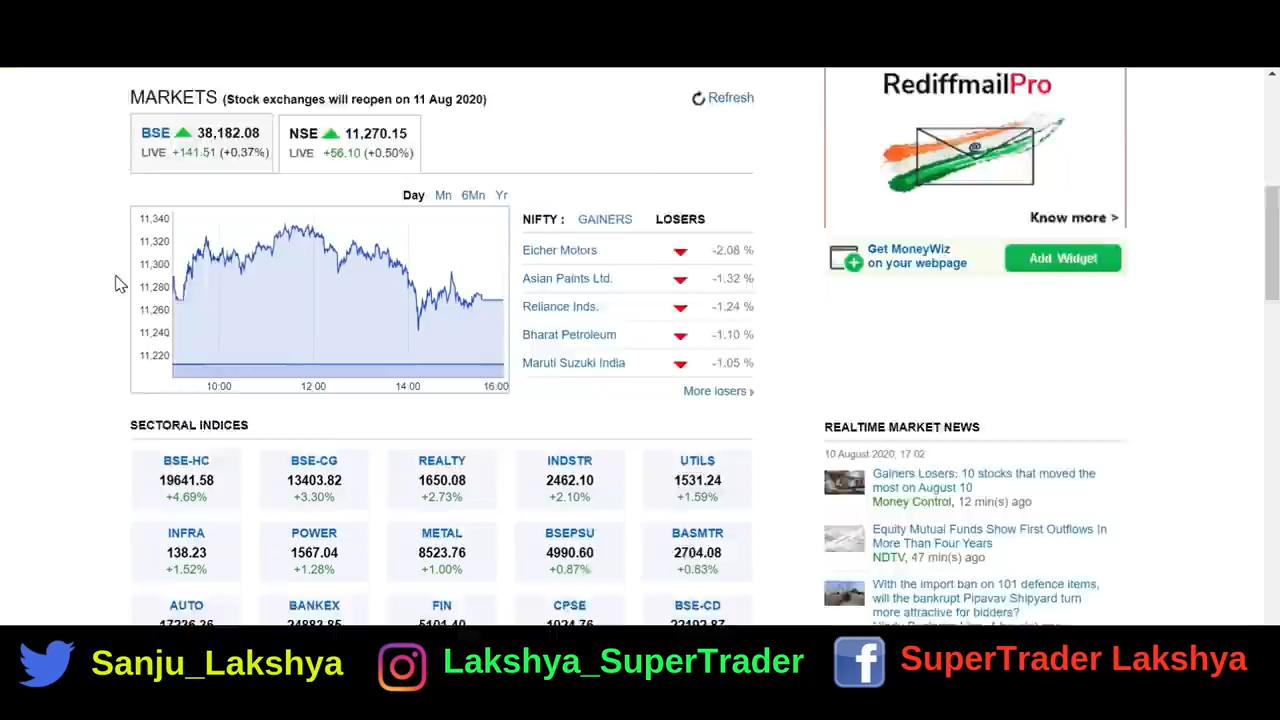 MARKETS (Stock exchanges will reopen on 11 Aug 2020)
Refresh
BSE 38,182.08
LIVE +141.51 (+0.37%)
NSE 11,270.15
LIVE +56.10 (+0.50%)
Day Mn 6Mn Yr
11,340
11,320
11,300
11,280
11,260
11,240
11,220
10:00 12:00 14:00 16:00
NIFTY : GAINERS LOSERS
Eicher Motors -2.08 %
Asian Paints Ltd. -1.32 %
Reliance Inds. -1.24 %
Bharat Petroleum -1.10 %
Maruti Suzuki India -1.05 %
More losers
SECTORAL INDICES
BSE-HC BSE-CG REALTY INDSTR UTILS
19641.58 13403.82 1650.08 2462.10 1531.24
+4.69% +3.30% +2.73% +2.10% +1.59%
INFRA POWER METAL BSEPSU BASMTR
138.23 1567.04 8523.76 4990.60 2704.08
+1.52% +1.28% +1.00% +0.87% +0.83%
AUTO BANKEX FIN CPSE BSE-CD
RediffmailPro
@
Know more >
Get MoneyWiz
on your webpage
Add Widget
REALTIME MARKET NEWS
10 August 2020, 17:02
Gainers Losers: 10 stocks that moved the
most on August 10
Money Control, 12 min(s) ago
Equity Mutual Funds Show First Outflows In
More Than Four Years
NDTV, 47 min(s) ago
With the import ban on 101 defence items,
will the bankrupt Pipavav Shipyard turn
more attractive for bidders?
Sanju_Lakshya
Lakshya_SuperTrader
f SuperTrader Lakshya